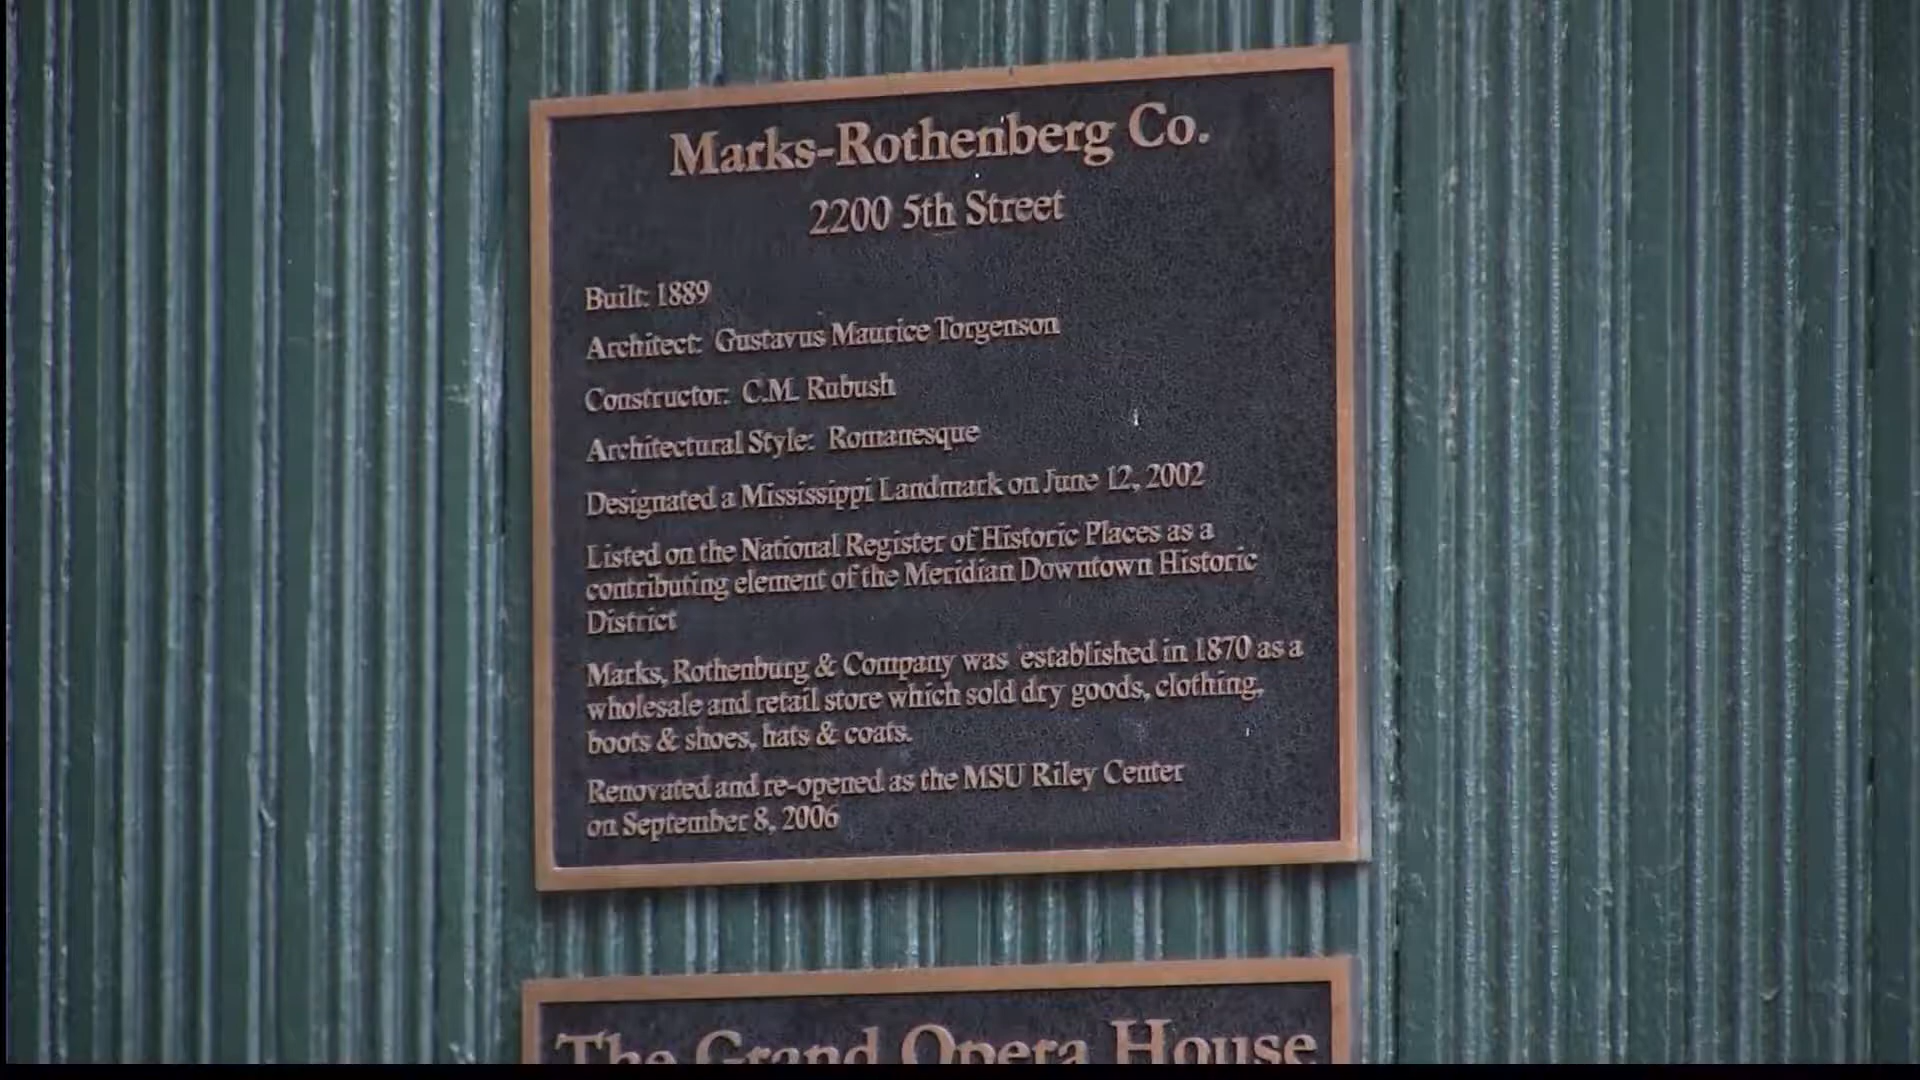 Marks-Rothenberg Co.
2200 5th Street
Built: 1889
Architect: Gustavus Maurice Torgenson
Constructor: C.M. Rubush
Architectural Style: Romanesque
Designated a Mississippi Landmark on June 12, 2002
Listed on the National Register of Historic Places as a
contributing element of the Meridian Downtown Historic
District
Marks, Rothenburg & Company was established in 1870 as a
wholesale and retail store which sold dry goods, clothing,
boots & shoes, hats & coats.
Renovated and re-opened as the MSU Riley Center
on September 8, 2006
The Grand Opera House